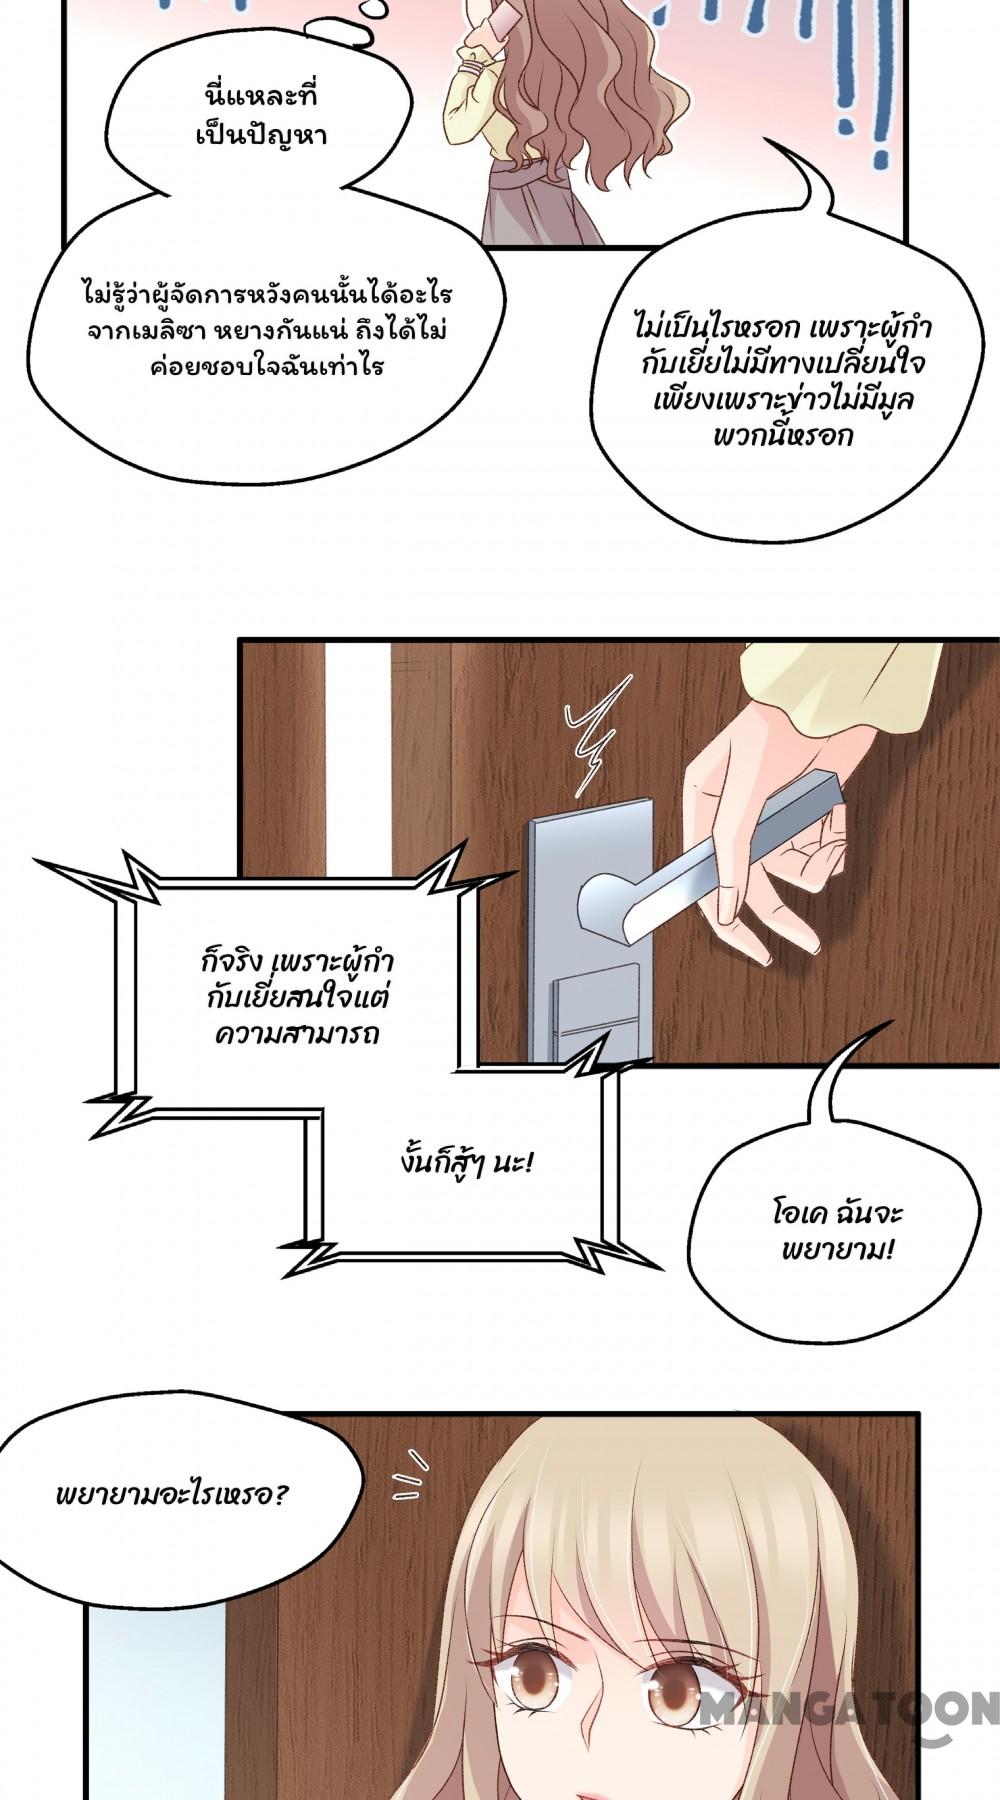 นี่แหละที่
เป็นปัญหา
ไม่รู้ว่าผู้จัดการหวังคนนั้นได้อะไร
จากเมลิซา หยางกันแน่ ถึงได้ไม่
ค่อยชอบใจฉันเท่าไร
ไม่เป็นไรหรอก เพราะผู้กำ
กับเยี่ยไม่มีทางเปลี่ยนใจ
เพียงเพราะข่าวไม่มีมูล
พวกนี้หรอก
ก็จริง เพราะผู้กำ
กับเยี่ยสนใจแต่
ความสามารถ
งั้นก็สู้ๆ นะ!
โอเค ฉันจะ
พยายาม!
พยายามอะไรเหรอ?
MANGATOON